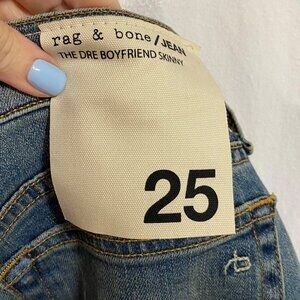 rag & bone/JEAN
THE DRE BOYFRIEND SKINNY
25